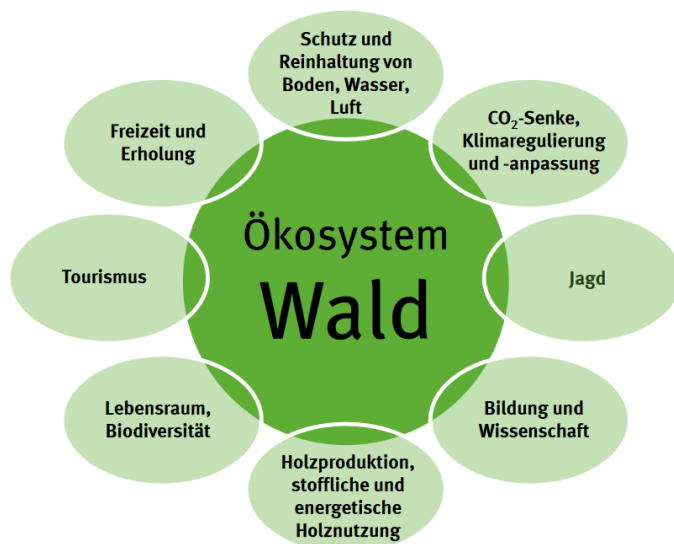 Schutz und
Reinhaltung von
Boden, Wasser,
Luft
CO₂-Senke,
Klimaregulierung
und -anpassung
Jagd
Bildung und
Wissenschaft
Holzproduktion,
stoffliche und
energetische
Holznutzung
Lebensraum,
Biodiversität
Tourismus
Freizeit und
Erholung
Ökosystem
Wald